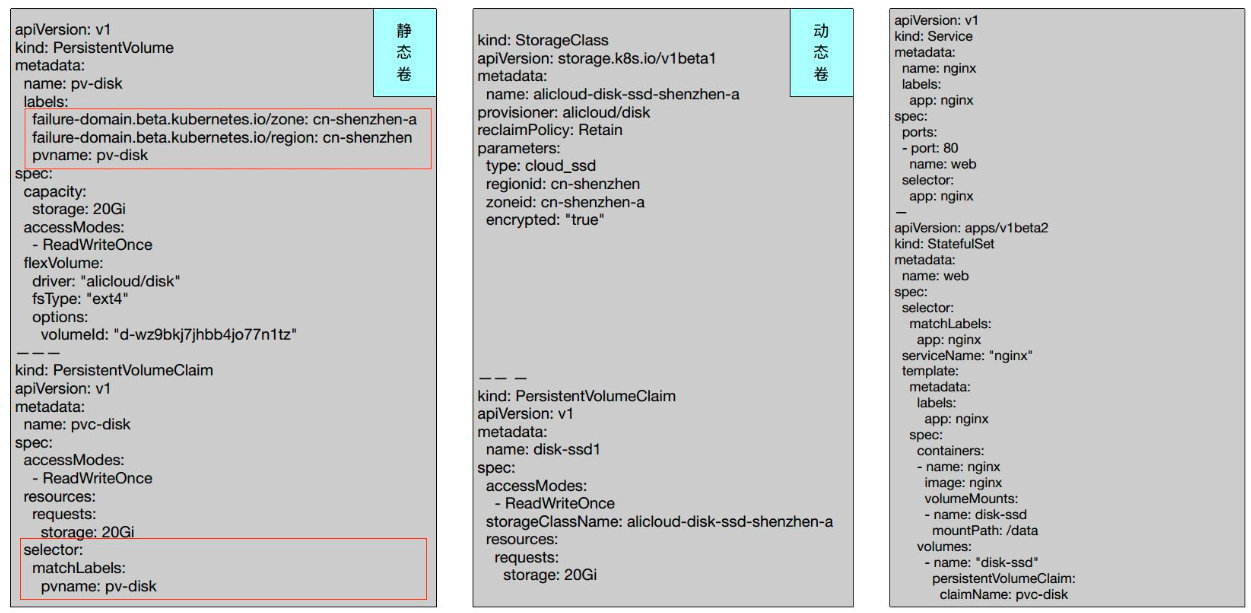 apiVersion: v1
kind: PersistentVolume
metadata:
  name: pv-disk
  labels:
    failure-domain.beta.kubernetes.io/zone: cn-shenzhen-a
    failure-domain.beta.kubernetes.io/region: cn-shenzhen
    pvname: pv-disk
spec:
  capacity:
    storage: 20Gi
  accessModes:
    - ReadWriteOnce
  flexVolume:
    driver: "alicloud/disk"
    fsType: "ext4"
    options:
      volumeId: "d-wz9bkj7jhbb4jo77n1tz"
———
kind: PersistentVolumeClaim
apiVersion: v1
metadata:
  name: pvc-disk
spec:
  accessModes:
    - ReadWriteOnce
  resources:
    requests:
      storage: 20Gi
  selector:
    matchLabels:
      pvname: pv-disk
静
态
卷
kind: StorageClass
apiVersion: storage.k8s.io/v1beta1
metadata:
  name: alicloud-disk-ssd-shenzhen-a
provisioner: alicloud/disk
reclaimPolicy: Retain
parameters:
  type: cloud_ssd
  regionid: cn-shenzhen
  zoneid: cn-shenzhen-a
  encrypted: "true"
—— —
kind: PersistentVolumeClaim
apiVersion: v1
metadata:
  name: disk-ssd1
spec:
  accessModes:
    - ReadWriteOnce
  storageClassName: alicloud-disk-ssd-shenzhen-a
  resources:
    requests:
      storage: 20Gi
动
态
卷
apiVersion: v1
kind: Service
metadata:
  name: nginx
  labels:
    app: nginx
spec:
  ports:
  - port: 80
    name: web
  selector:
    app: nginx
—
apiVersion: apps/v1beta2
kind: StatefulSet
metadata:
  name: web
spec:
  selector:
    matchLabels:
      app: nginx
  serviceName: "nginx"
  template:
    metadata:
      labels:
        app: nginx
    spec:
      containers:
      - name: nginx
        image: nginx
        volumeMounts:
        - name: disk-ssd
          mountPath: /data
      volumes:
        - name: "disk-ssd"
          persistentVolumeClaim:
            claimName: pvc-disk